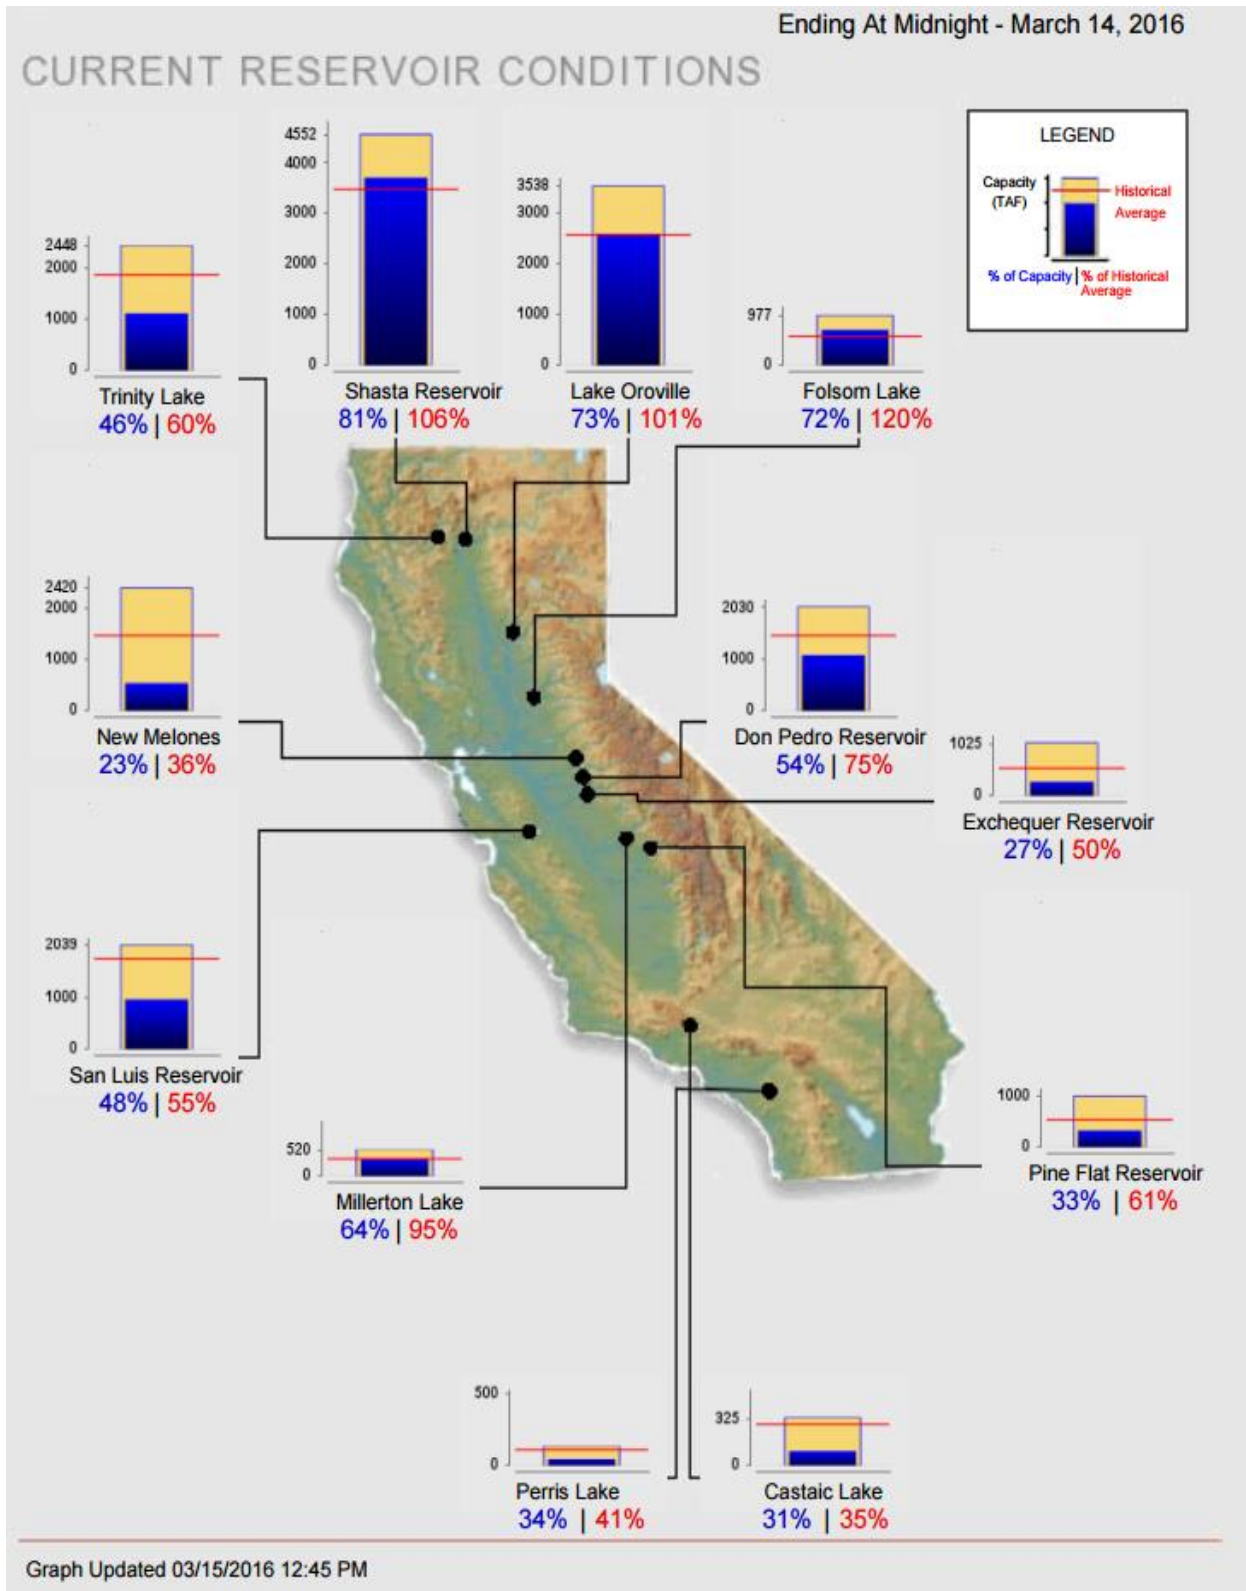 Ending At Midnight - March 14, 2016
CURRENT RESERVOIR CONDITIONS
LEGEND
Capacity
(TAF)
Historical
Average
% of Capacity | % of Historical
Average
2448
2000
1000
0
Trinity Lake
46% | 60%
4552
4000
3000
2000
1000
0
Shasta Reservoir
81% | 106%
3538
3000
2000
1000
0
Lake Oroville
73% | 101%
977
0
Folsom Lake
72% | 120%
2420
2000
1000
0
New Melones
23% | 36%
2030
1000
0
Don Pedro Reservoir
54% | 75%
1025
0
Exchequer Reservoir
27% | 50%
2039
1000
0
San Luis Reservoir
48% | 55%
520
0
Millerton Lake
64% | 95%
1000
0
Pine Flat Reservoir
33% | 61%
500
0
Perris Lake
34% | 41%
325
0
Castaic Lake
31% | 35%
Graph Updated 03/15/2016 12:45 PM